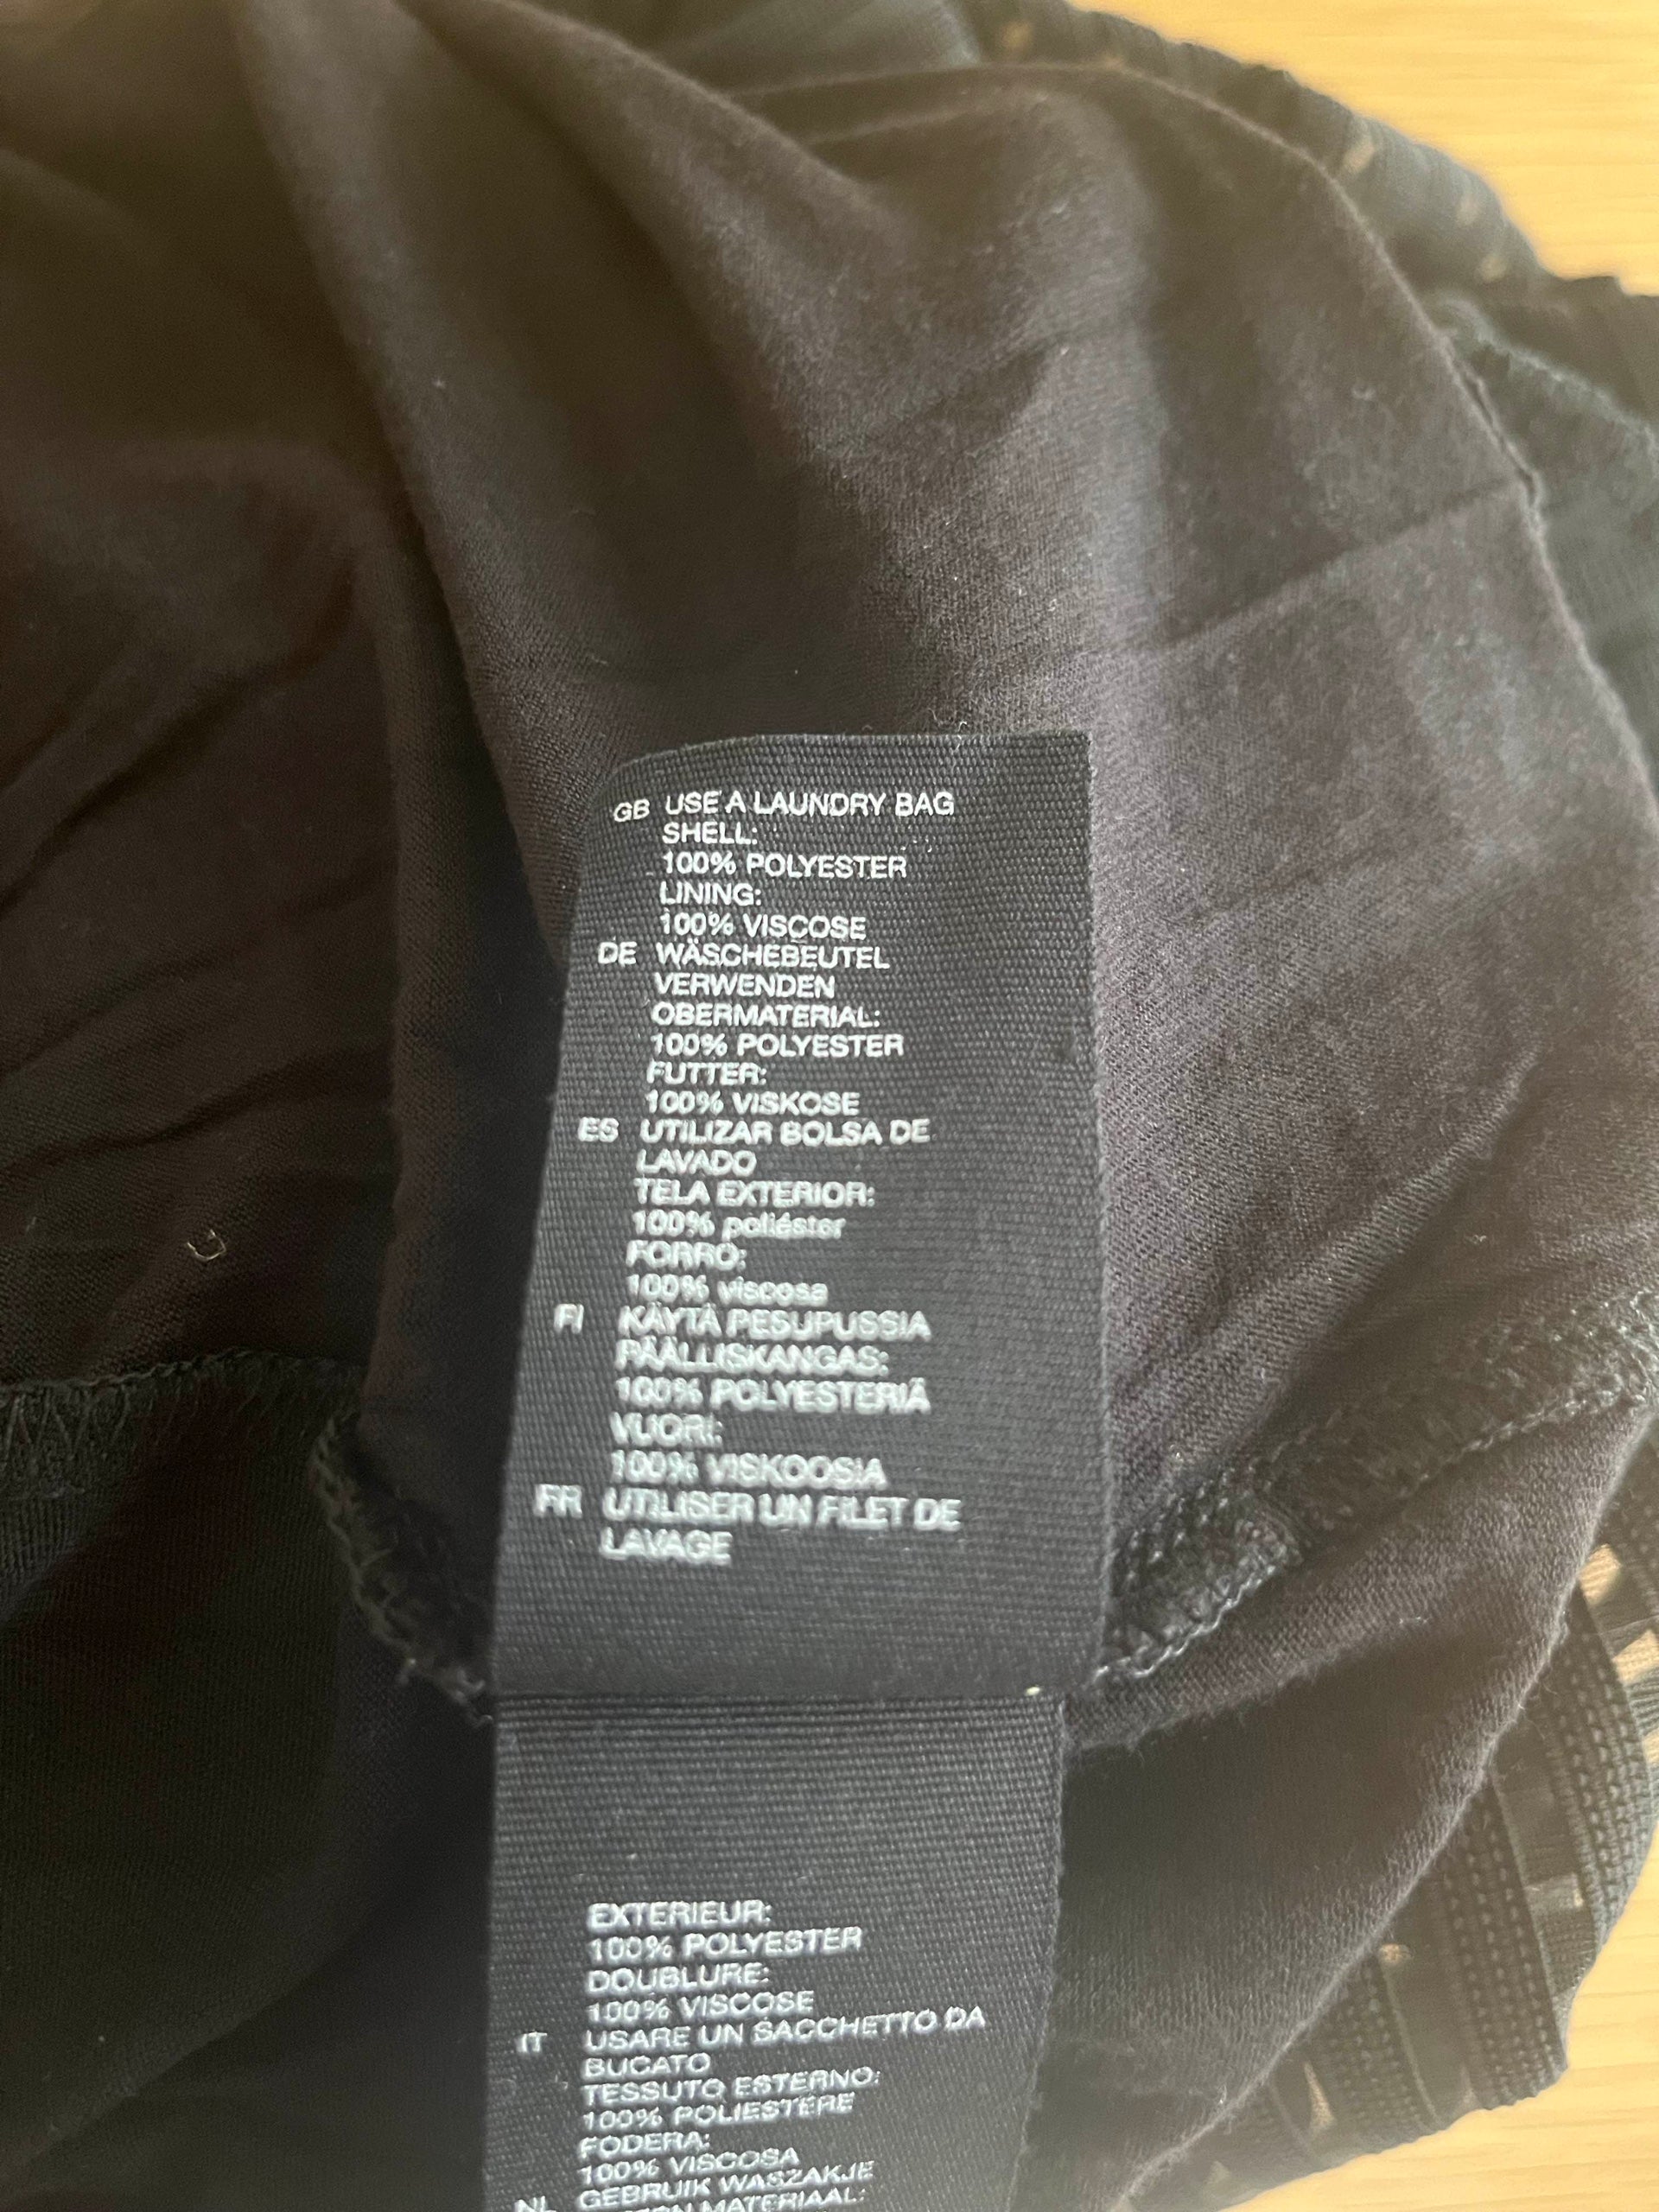 GB USE A LAUNDRY BAG
SHELL:
100% POLYESTER
LINING:
100% VISCOSE
DE WÄSCHEBEUTEL
VERWENDEN
OBERMATERIAL:
100% POLYESTER
FUTTER:
100% VISKOSE
ES UTILIZAR BOLSA DE
LAVADO
TELA EXTERIOR:
100% poliéster
FORRO:
100% viscosa
FI KÄYTÄ PESUPUSSIA
PÄÄLLISKANGAS:
100% POLYESTERIÄ
VUORI:
100% VISKOOSIA
FR UTILISER UN FILET DE
LAVAGE
EXTERIEUR:
100% POLYESTER
DOUBLURE:
100% VISCOSE
IT USARE UN SACCHETTO DA
BUCATO
TESSUTO ESTERNO:
100% POLIESTERE
FODERA:
100% VISCOSA
NL GEBRUIK WASZAKJE
MATERIAAL: